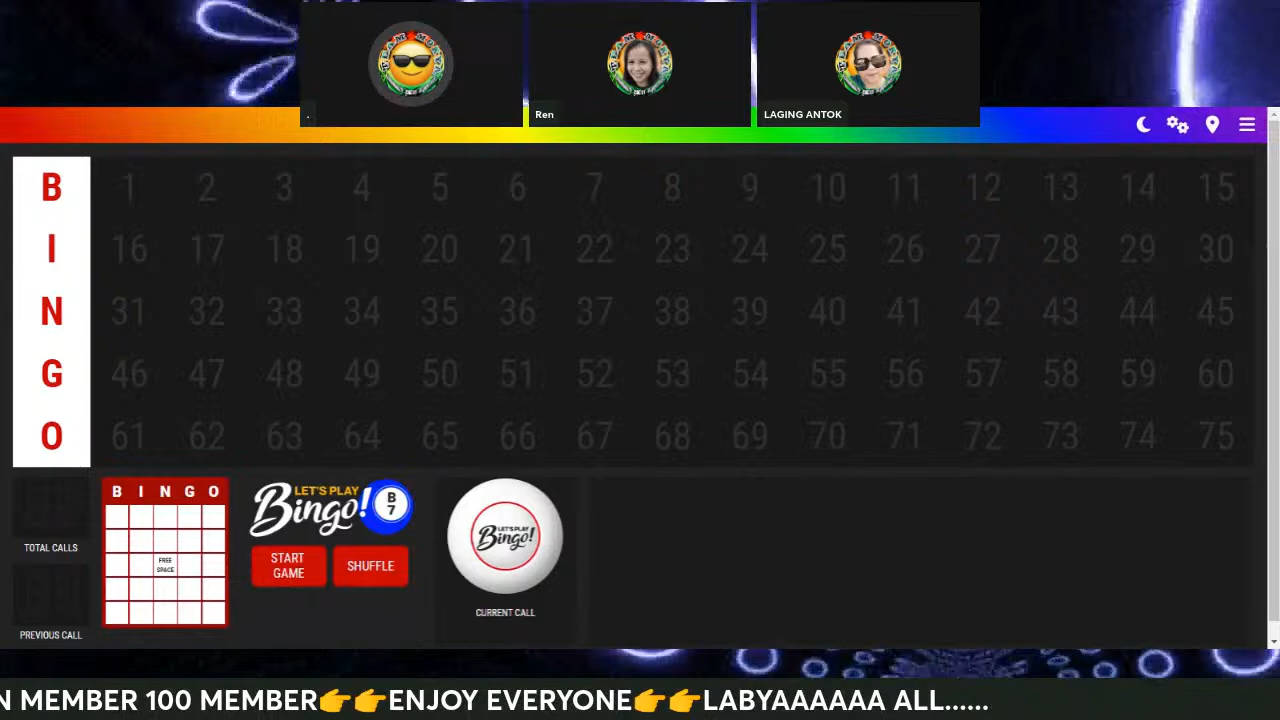 .
Ren
LAGING ANTOK
B 1 2 3 4 5 6 7 8 9 10 11 12 13 14 15
I 16 17 18 19 20 21 22 23 24 25 26 27 28 29 30
N 31 32 33 34 35 36 37 38 39 40 41 42 43 44 45
G 46 47 48 49 50 51 52 53 54 55 56 57 58 59 60
O 61 62 63 64 65 66 67 68 69 70 71 72 73 74 75
TOTAL CALLS
PREVIOUS CALL
B I N G O
FREE
SPACE
LET'S PLAY
Bingo!
B
7
START
GAME
SHUFFLE
LET'S PLAY
Bingo!
CURRENT CALL
N MEMBER 100 MEMBER👉👉ENJOY EVERYONE👉👉LABYAAAAAA ALL......